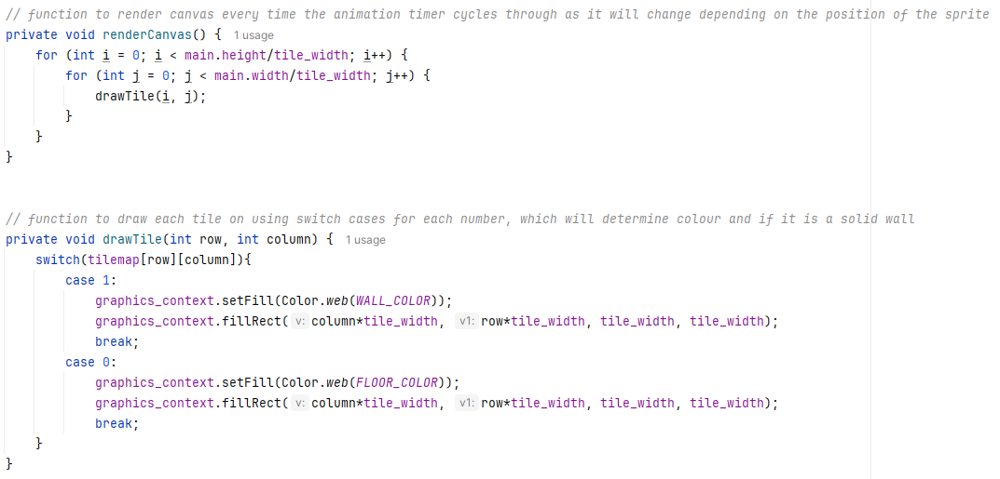 // function to render canvas every time the animation timer cycles through as it will change depending on the position of the sprite
private void renderCanvas() { 1 usage
    for (int i = 0; i < main.height/tile_width; i++) {
        for (int j = 0; j < main.width/tile_width; j++) {
            drawTile(i, j);
        }
    }
}
// function to draw each tile on using switch cases for each number, which will determine colour and if it is a solid wall
private void drawTile(int row, int column) { 1 usage
    switch(tilemap[row][column]){
        case 1:
            graphics_context.setFill(Color.web(WALL_COLOR));
            graphics_context.fillRect( v: column*tile_width, v1: row*tile_width, tile_width, tile_width);
            break;
        case 0:
            graphics_context.setFill(Color.web(FLOOR_COLOR));
            graphics_context.fillRect( v: column*tile_width, v1: row*tile_width, tile_width, tile_width);
            break;
    }
}